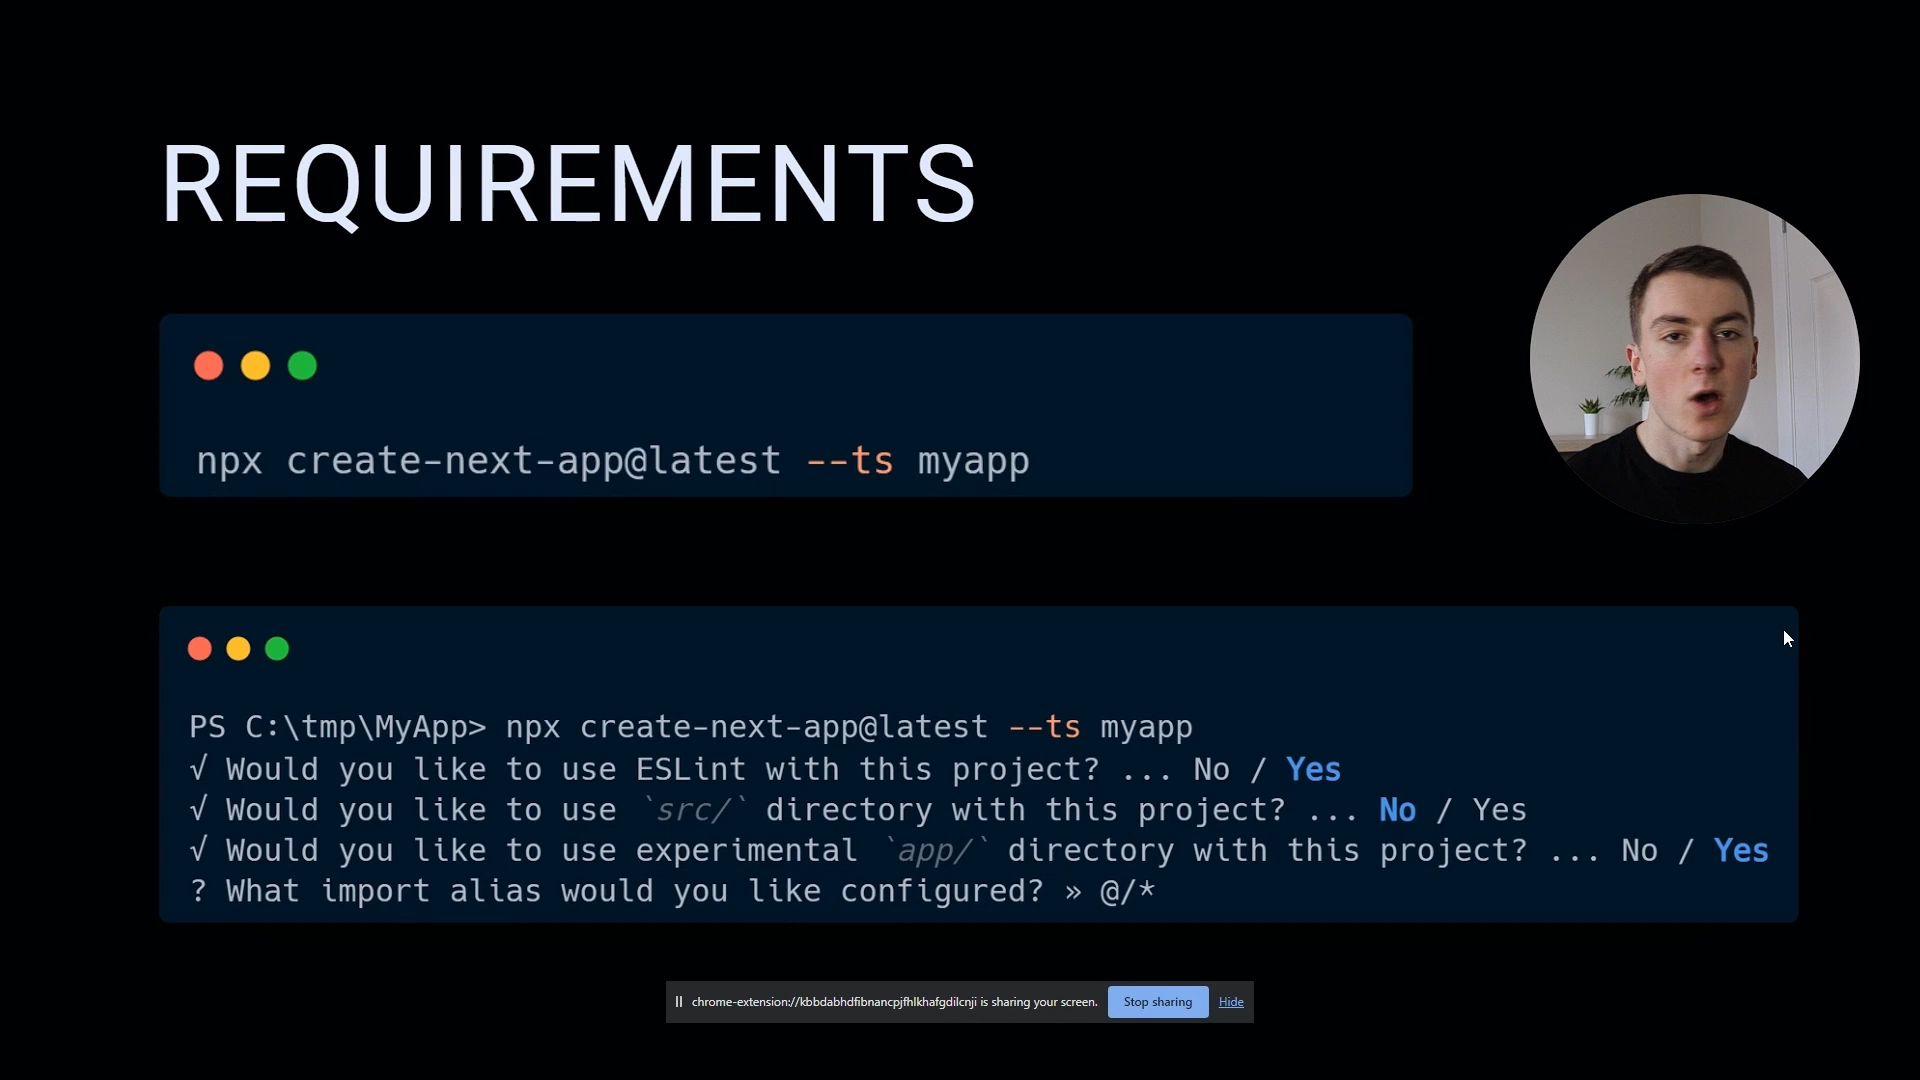 REQUIREMENTS
npx create-next-app@latest --ts myapp
PS C:\tmp\MyApp> npx create-next-app@latest --ts myapp
√ Would you like to use ESLint with this project? ... No / Yes
√ Would you like to use `src/` directory with this project? ... No / Yes
√ Would you like to use experimental `app/` directory with this project? ... No / Yes
? What import alias would you like configured? » @/*
chrome-extension://kbbdabhdfibnancpjfhlkhafgdilcnji is sharing your screen. Stop sharing Hide